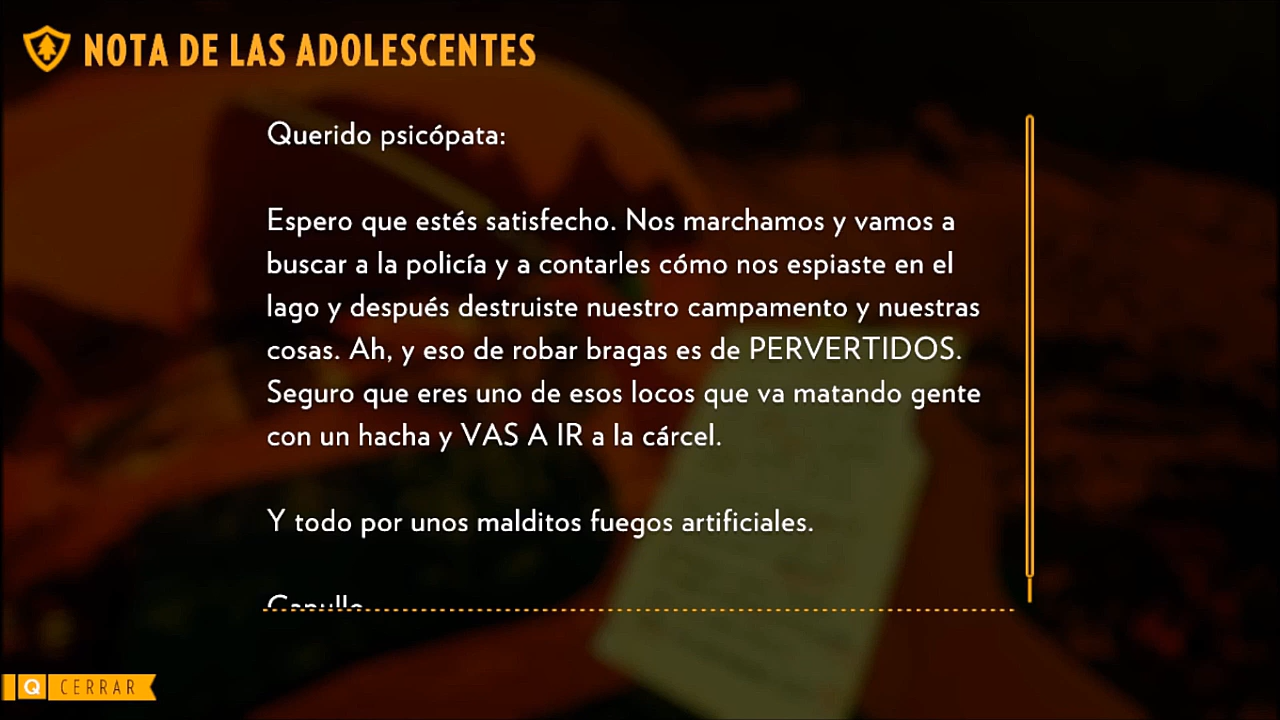 NOTA DE LAS ADOLESCENTES
Querido psicópata:
Espero que estés satisfecho. Nos marchamos y vamos a
buscar a la policía y a contarles cómo nos espiaste en el
lago y después destruiste nuestro campamento y nuestras
cosas. Ah, y eso de robar bragas es de PERVERTIDOS.
Seguro que eres uno de esos locos que va matando gente
con un hacha y VAS A IR a la cárcel.
Y todo por unos malditos fuegos artificiales.
Q CERRAR